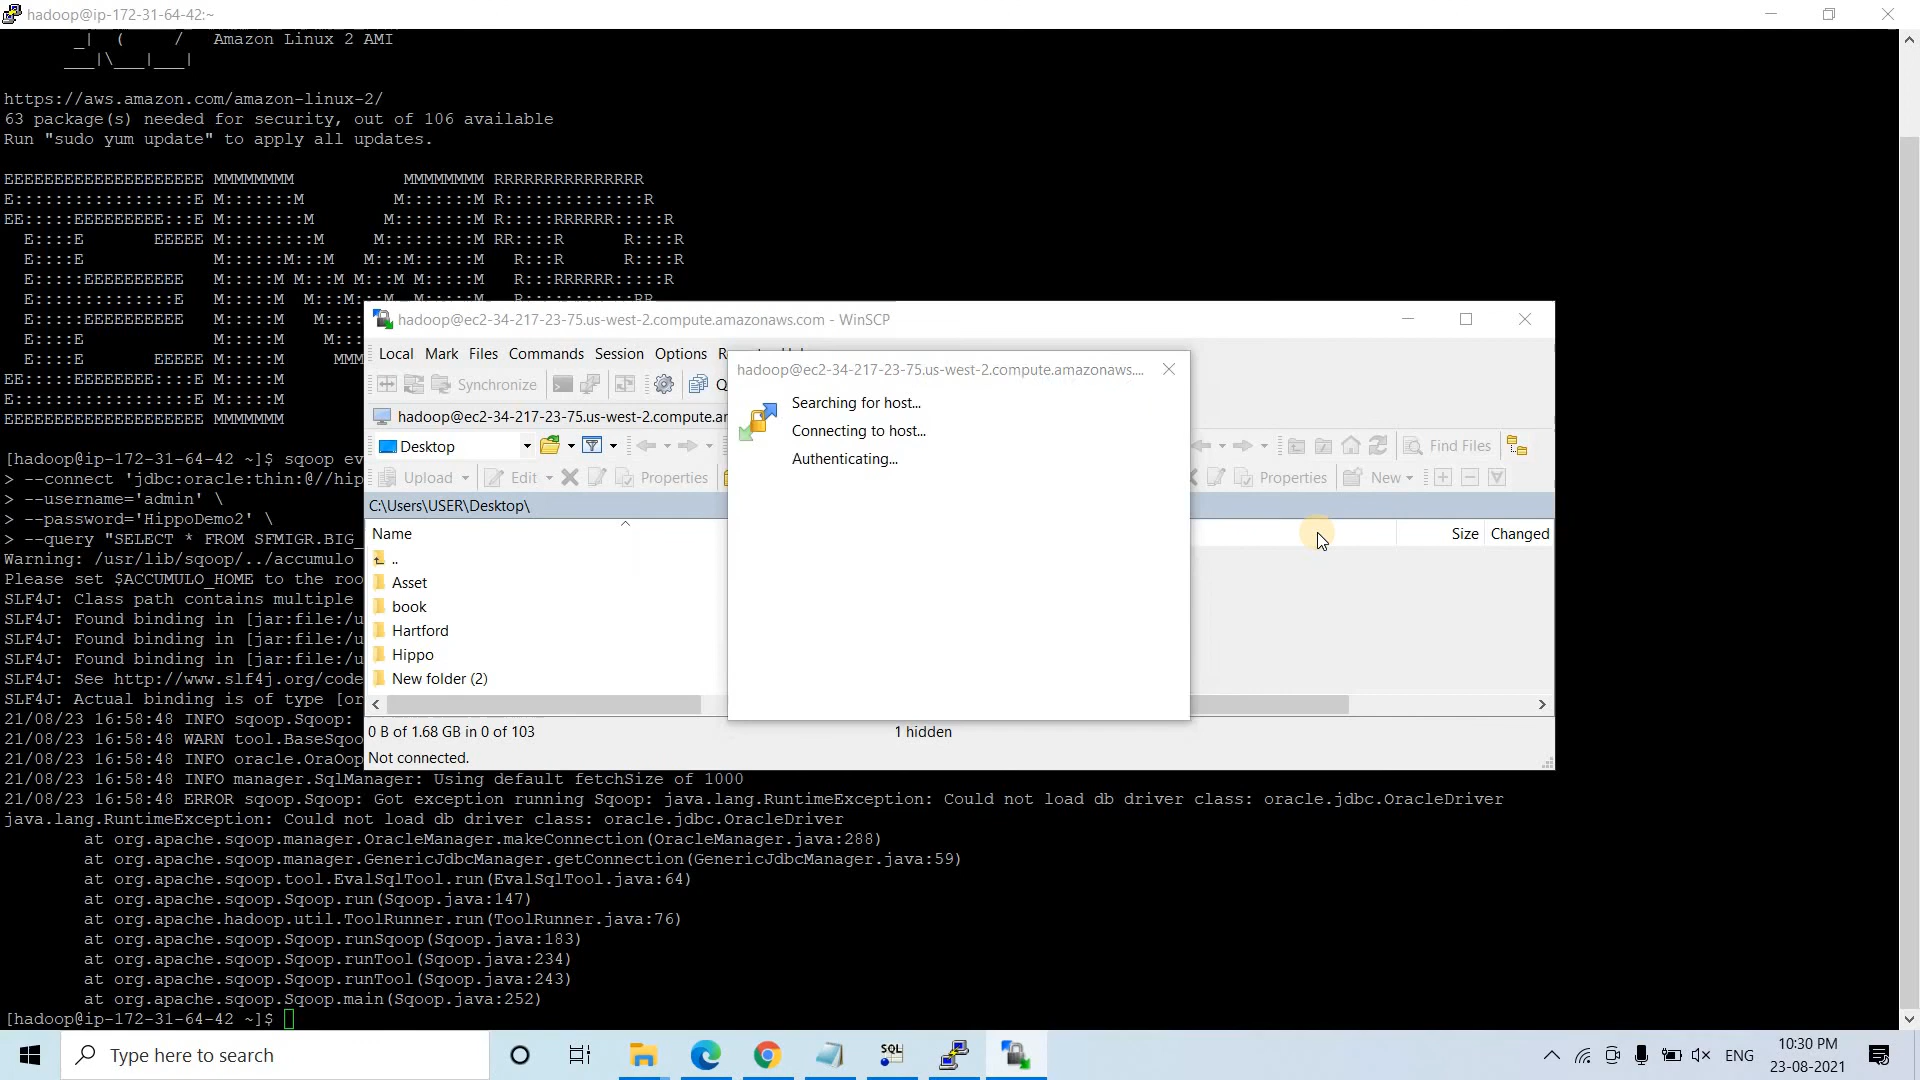 hadoop@ip-172-31-64-42:~
_|  (     /   Amazon Linux 2 AMI
___|\___|___|
https://aws.amazon.com/amazon-linux-2/
63 package(s) needed for security, out of 106 available
Run "sudo yum update" to apply all updates.
EEEEEEEEEEEEEEEEEEEE MMMMMMMM           MMMMMMMM RRRRRRRRRRRRRRR
E::::::::::::::::::E M:::::::M         M:::::::M R::::::::::::::R
EE:::::EEEEEEEEE:::E M::::::::M       M::::::::M R:::::RRRRRR:::::R
E::::E       EEEEE M:::::::::M     M:::::::::M RR::::R      R::::R
E::::E             M::::::M:::M   M:::M::::::M   R:::R      R::::R
E:::::EEEEEEEEEE   M:::::M M:::M M:::M M:::::M   R:::RRRRRR:::::R
E::::::::::::::E   M:::::M  M:::M:::M  M:::::M   R:::::::::::RR
E:::::EEEEEEEEEE   M:::::M   M::::
E::::E             M:::::M    M:::
E::::E       EEEEE M:::::M     MMM
EE:::::EEEEEEEE::::E M:::::M
E::::::::::::::::::E M:::::M
EEEEEEEEEEEEEEEEEEEE MMMMMMM
[hadoop@ip-172-31-64-42 ~]$ sqoop ev
> --connect 'jdbc:oracle:thin:@//hip
> --username='admin' \
> --password='HippoDemo2' \
> --query "SELECT * FROM SFMIGR.BIG_
Warning: /usr/lib/sqoop/../accumulo
Please set $ACCUMULO_HOME to the roo
SLF4J: Class path contains multiple
SLF4J: Found binding in [jar:file:/u
SLF4J: Found binding in [jar:file:/u
SLF4J: Found binding in [jar:file:/u
SLF4J: See http://www.slf4j.org/code
SLF4J: Actual binding is of type [or
21/08/23 16:58:48 INFO sqoop.Sqoop:
21/08/23 16:58:48 WARN tool.BaseSqoo
21/08/23 16:58:48 INFO oracle.OraOop
21/08/23 16:58:48 INFO manager.SqlManager: Using default fetchSize of 1000
21/08/23 16:58:48 ERROR sqoop.Sqoop: Got exception running Sqoop: java.lang.RuntimeException: Could not load db driver class: oracle.jdbc.OracleDriver
java.lang.RuntimeException: Could not load db driver class: oracle.jdbc.OracleDriver
at org.apache.sqoop.manager.OracleManager.makeConnection(OracleManager.java:288)
at org.apache.sqoop.manager.GenericJdbcManager.getConnection(GenericJdbcManager.java:59)
at org.apache.sqoop.tool.EvalSqlTool.run(EvalSqlTool.java:64)
at org.apache.sqoop.Sqoop.run(Sqoop.java:147)
at org.apache.hadoop.util.ToolRunner.run(ToolRunner.java:76)
at org.apache.sqoop.Sqoop.runSqoop(Sqoop.java:183)
at org.apache.sqoop.Sqoop.runTool(Sqoop.java:234)
at org.apache.sqoop.Sqoop.runTool(Sqoop.java:243)
at org.apache.sqoop.Sqoop.main(Sqoop.java:252)
[hadoop@ip-172-31-64-42 ~]$
hadoop@ec2-34-217-23-75.us-west-2.compute.amazonaws.com - WinSCP
Local Mark Files Commands Session Options
Synchronize
hadoop@ec2-34-217-23-75.us-west-2.compute.a
Desktop Find Files
Upload Edit Properties Properties New
C:\Users\USER\Desktop\
Name Size Changed
..
Asset
book
Hartford
Hippo
New folder (2)
0 B of 1.68 GB in 0 of 103 1 hidden
Not connected.
hadoop@ec2-34-217-23-75.us-west-2.compute.amazonaws....
Searching for host...
Connecting to host...
Authenticating...
Type here to search
SQL
ENG
10:30 PM
23-08-2021